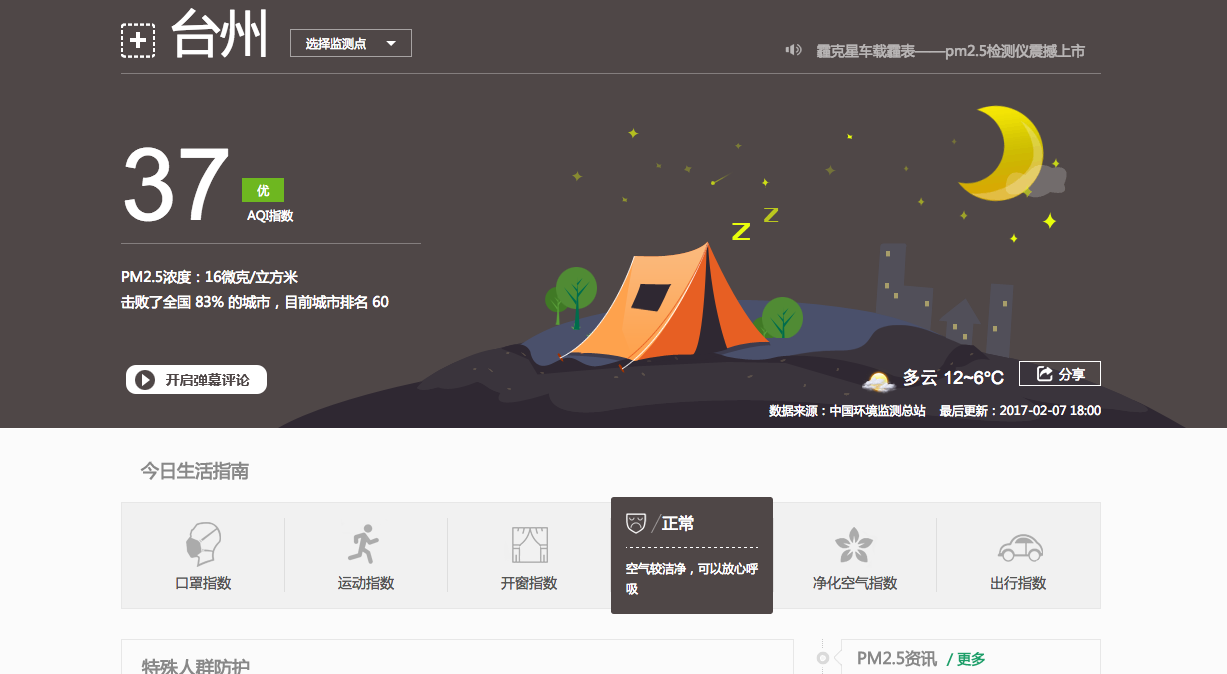 台州
选择监测点
霾克星车载霾表——pm2.5检测仪震撼上市
37
优
AQI指数
PM2.5浓度：16微克/立方米
击败了全国 83% 的城市，目前城市排名 60
Z
Z
开启弹幕评论
多云 12~6°C
分享
数据来源：中国环境监测总站 最后更新：2017-02-07 18:00
今日生活指南
口罩指数
运动指数
开窗指数
/正常
空气较洁净，可以放心呼
吸
净化空气指数
出行指数
特殊人群防护
PM2.5资讯 / 更多